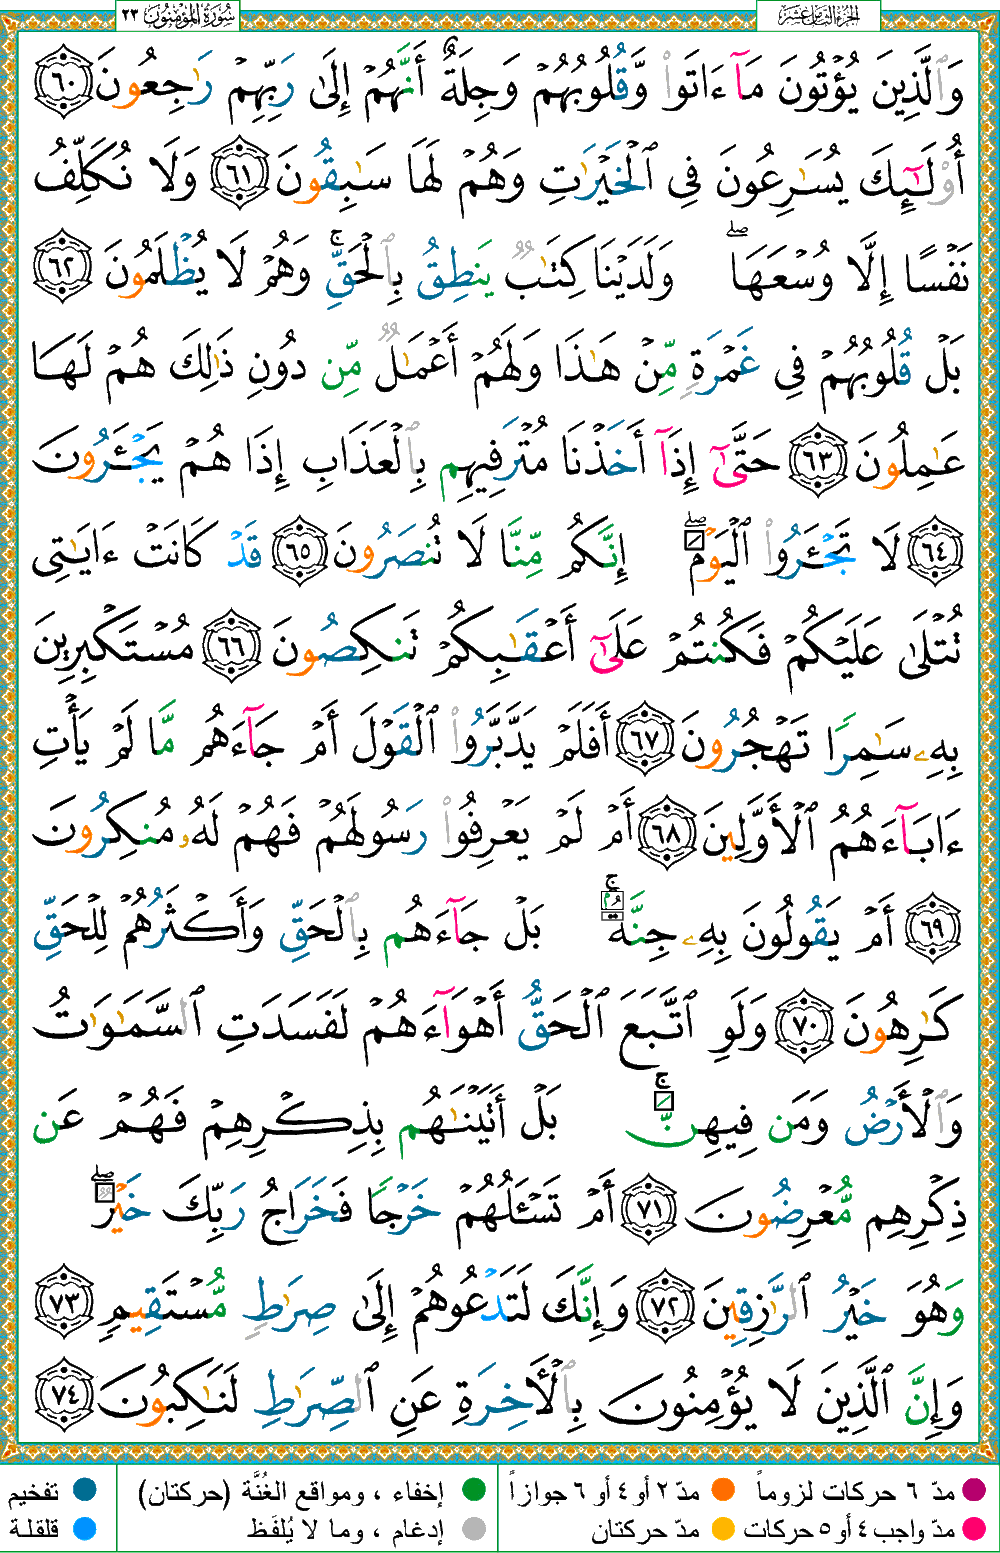 الجزء الثامن عشر
سُورَةُ المُؤْمِنُون ٢٣
وَٱلَّذِينَ يُؤْتُونَ مَآ ءَاتَوا۟ وَّقُلُوبُهُمْ وَجِلَةٌ أَنَّهُمْ إِلَىٰ رَبِّهِمْ رَٰجِعُونَ ٦٠
أُو۟لَـٰٓئِكَ يُسَـٰرِعُونَ فِى ٱلْخَيْرَٰتِ وَهُمْ لَهَا سَـٰبِقُونَ ٦١ وَلَا نُكَلِّفُ
نَفْسًا إِلَّا وُسْعَهَا ۖ وَلَدَيْنَا كِتَـٰبٌ يَنطِقُ بِٱلْحَقِّ ۚ وَهُمْ لَا يُظْلَمُونَ ٦٢
بَلْ قُلُوبُهُمْ فِى غَمْرَةٍ مِّنْ هَـٰذَا وَلَهُمْ أَعْمَـٰلٌ مِّن دُونِ ذَٰلِكَ هُمْ لَهَا
عَـٰمِلُونَ ٦٣ حَتَّىٰٓ إِذَآ أَخَذْنَا مُتْرَفِيهِم بِٱلْعَذَابِ إِذَا هُمْ يَجْـَٔرُونَ
٦٤ لَا تَجْـَٔرُوا۟ ٱلْيَوْمَ ۖ إِنَّكُم مِّنَّا لَا تُنصَرُونَ ٦٥ قَدْ كَانَتْ ءَايَـٰتِى
تُتْلَىٰ عَلَيْكُمْ فَكُنتُمْ عَلَىٰٓ أَعْقَـٰبِكُمْ تَنكِصُونَ ٦٦ مُسْتَكْبِرِينَ
بِهِۦ سَـٰمِرًا تَهْجُرُونَ ٦٧ أَفَلَمْ يَدَّبَّرُوا۟ ٱلْقَوْلَ أَمْ جَآءَهُم مَّا لَمْ يَأْتِ
ءَابَآءَهُمُ ٱلْأَوَّلِينَ ٦٨ أَمْ لَمْ يَعْرِفُوا۟ رَسُولَهُمْ فَهُمْ لَهُۥ مُنكِرُونَ
٦٩ أَمْ يَقُولُونَ بِهِۦ جِنَّةٌۢ ۚ بَلْ جَآءَهُم بِٱلْحَقِّ وَأَكْثَرُهُمْ لِلْحَقِّ
كَـٰرِهُونَ ٧٠ وَلَوِ ٱتَّبَعَ ٱلْحَقُّ أَهْوَآءَهُمْ لَفَسَدَتِ ٱلسَّمَـٰوَٰتُ
وَٱلْأَرْضُ وَمَن فِيهِنَّ ۚ بَلْ أَتَيْنَـٰهُم بِذِكْرِهِمْ فَهُمْ عَن
ذِكْرِهِم مُّعْرِضُونَ ٧١ أَمْ تَسْـَٔلُهُمْ خَرْجًا فَخَرَاجُ رَبِّكَ خَيْرٌ ۖ
وَهُوَ خَيْرُ ٱلرَّٰزِقِينَ ٧٢ وَإِنَّكَ لَتَدْعُوهُمْ إِلَىٰ صِرَٰطٍ مُّسْتَقِيمٍ ٧٣
وَإِنَّ ٱلَّذِينَ لَا يُؤْمِنُونَ بِٱلْـَٔاخِرَةِ عَنِ ٱلصِّرَٰطِ لَنَـٰكِبُونَ ٧٤
مدّ ٦ حركات لزوماً مدّ ٢ أو ٤ أو ٦ جوازاً إخفاء ، ومواقع الغُنَّة (حركتان) تفخيم
مدّ واجب ٤ أو ٥ حركات مدّ حركتان إدغام ، وما لا يُلفَظ قلقلة